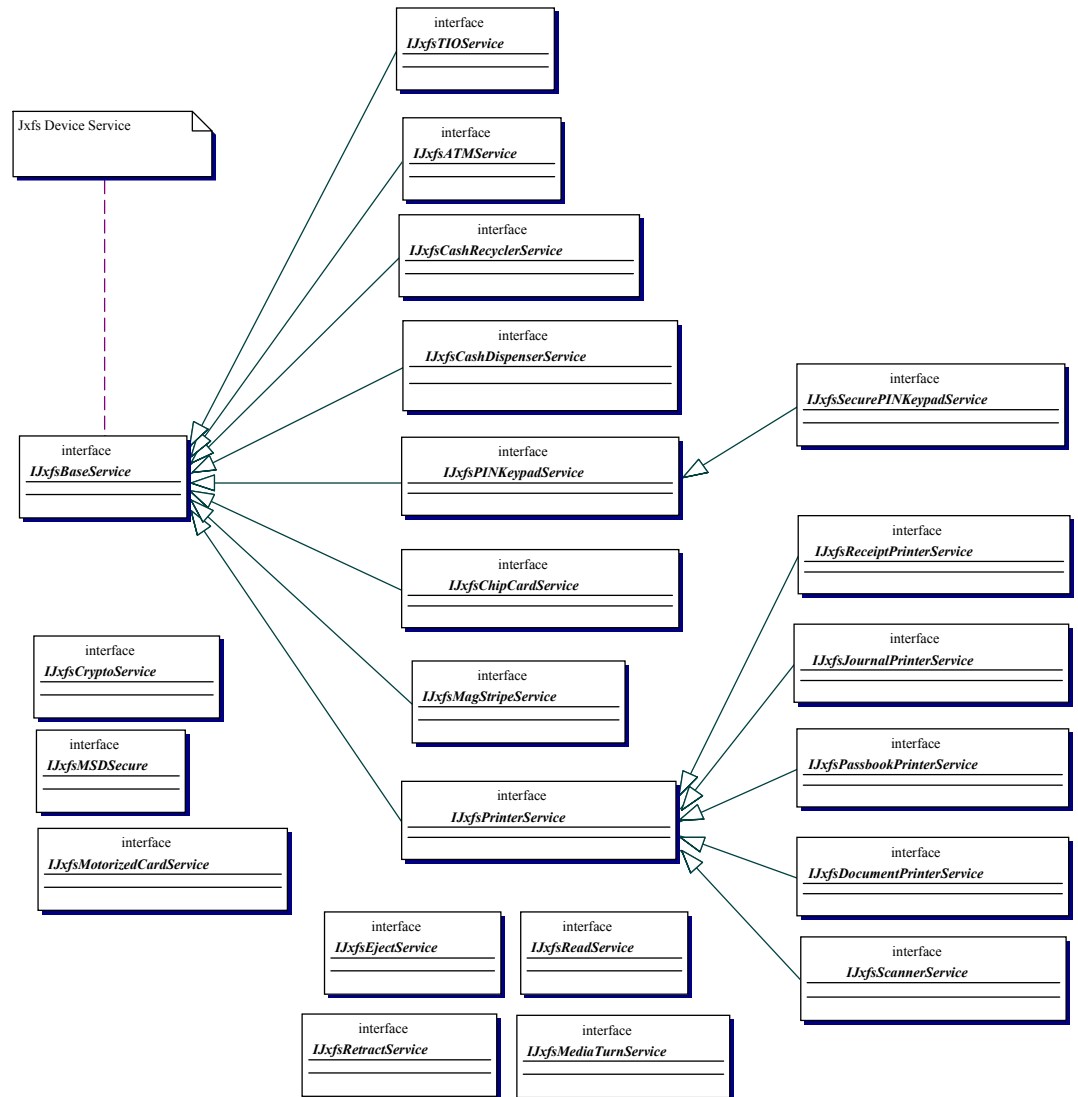 interface
IJxfsTIOService
Jxfs Device Service
interface
IJxfsATMService
interface
IJxfsCashRecyclerService
interface
IJxfsCashDispenserService
interface
IJxfsSecurePINKeypadService
interface
IJxfsBaseService
interface
IJxfsPINKeypadService
interface
IJxfsReceiptPrinterService
interface
IJxfsChipCardService
interface
IJxfsJournalPrinterService
interface
IJxfsCryptoService
interface
IJxfsMagStripeService
interface
IJxfsMSDSecure
interface
IJxfsPassbookPrinterService
interface
IJxfsPrinterService
interface
IJxfsMotorizedCardService
interface
IJxfsDocumentPrinterService
interface
IJxfsEjectService
interface
IJxfsReadService
interface
IJxfsScannerService
interface
IJxfsRetractService
interface
IJxfsMediaTurnService